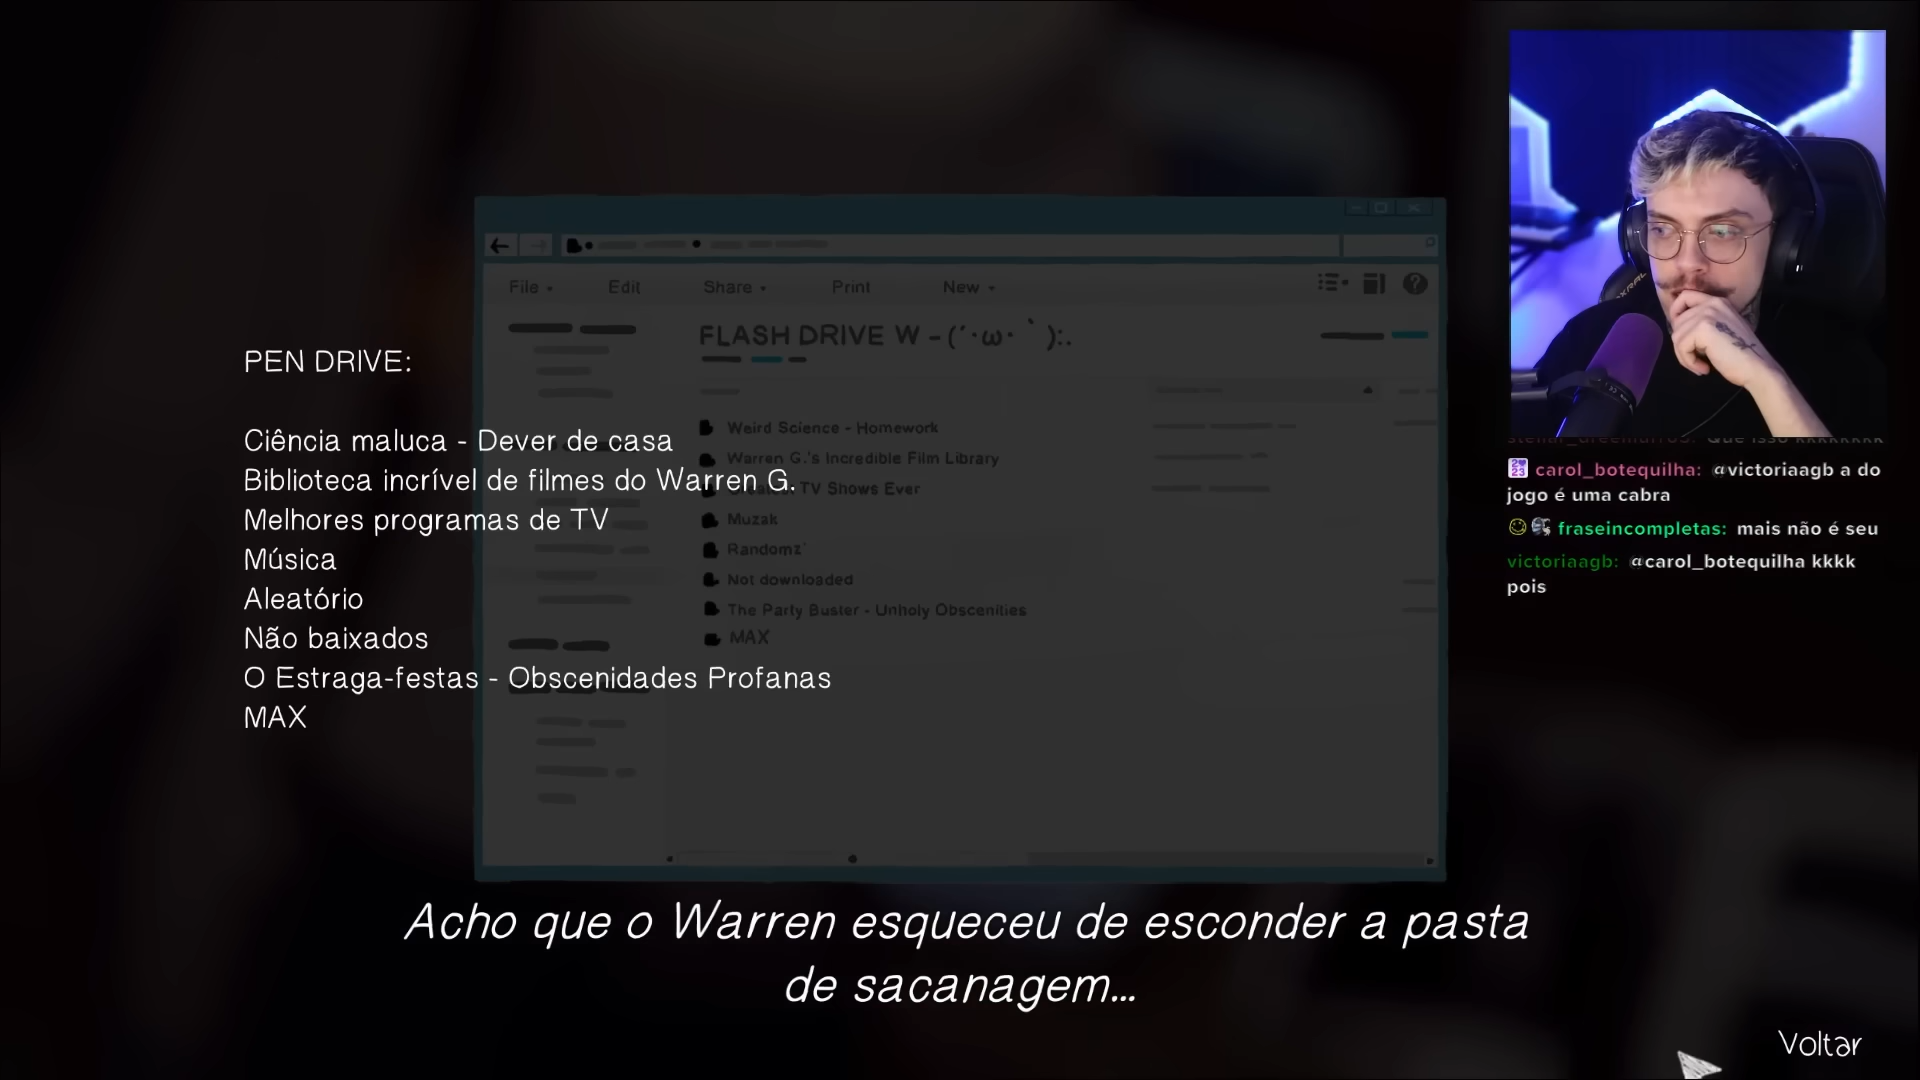 File
Edit
Share
Print
New
FLASH DRIVE W - (´･ω･`):.
Weird Science - Homework
Warren G.'s Incredible Film Library
TV Shows Ever
Muzak
Randomz`
Not downloaded
The Party Buster - Unholy Obscenities
MAX
PEN DRIVE:
Ciência maluca - Dever de casa
Biblioteca incrível de filmes do Warren G.
Melhores programas de TV
Música
Aleatório
Não baixados
O Estraga-festas - Obscenidades Profanas
MAX
Acho que o Warren esqueceu de esconder a pasta
de sacanagem...
Voltar
carol_botequilha: @victoriaagb a do
jogo é uma cabra
fraseincompletas: mais não é seu
victoriaagb: @carol_botequilha kkkk
pois